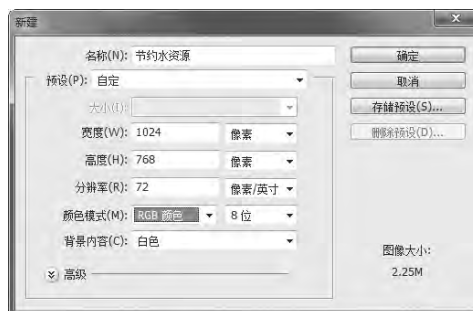 新建
名称(N): 节约水资源
确定
预设(P): 自定
取消
大小(I):
存储预设(S)...
宽度(W): 1024 像素
删除预设(D)...
高度(H): 768 像素
分辨率(R): 72 像素/英寸
颜色模式(M): RGB 颜色 8 位
背景内容(C): 白色
图像大小:
高级
2.25M